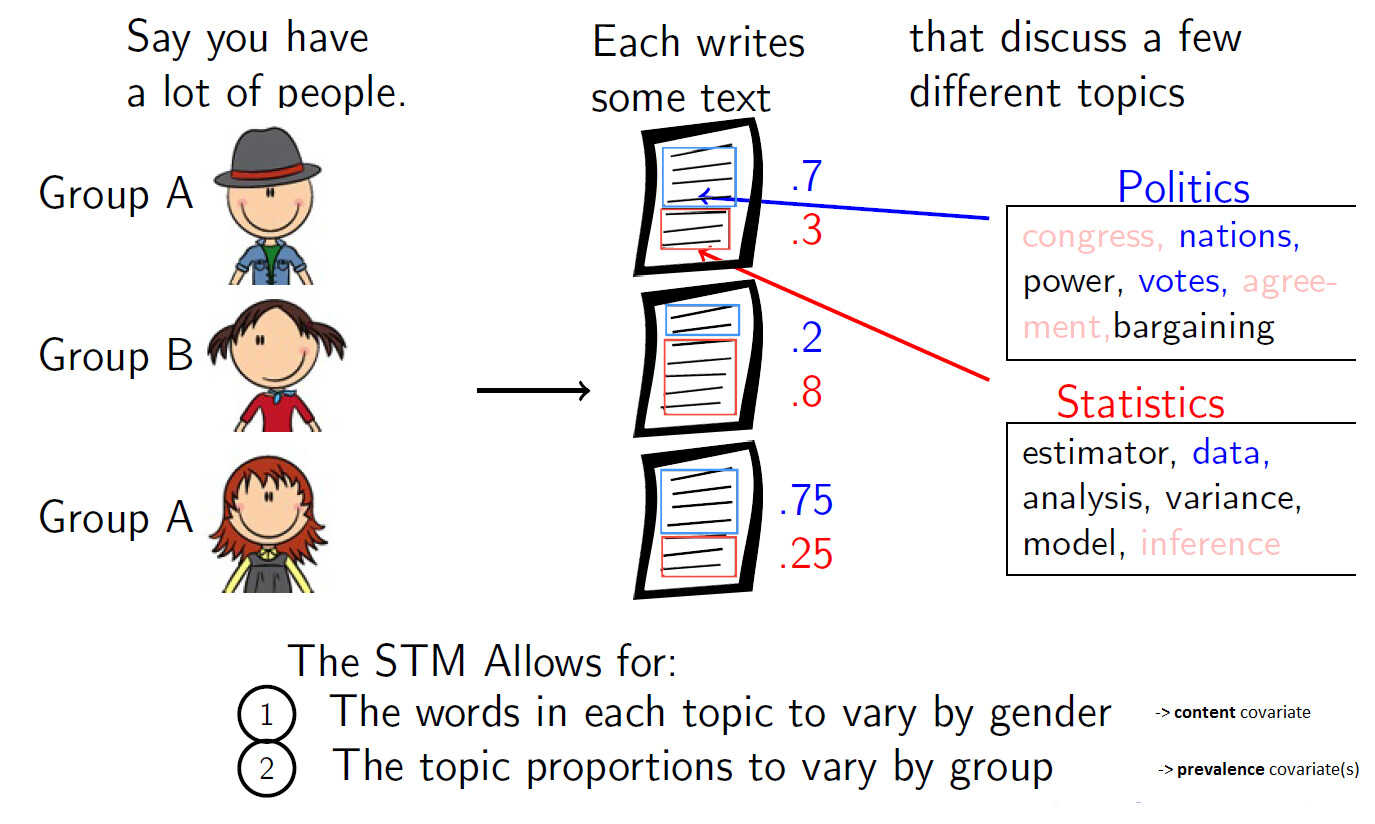 Say you have
a lot of people.
Each writes
some text
that discuss a few
different topics
Group A
Group B
Group A
.7
.3
.2
.8
.75
.25
Politics
congress, nations,
power, votes, agree-
ment,bargaining
Statistics
estimator, data,
analysis, variance,
model, inference
The STM Allows for:
1 The words in each topic to vary by gender -> content covariate
2 The topic proportions to vary by group -> prevalence covariate(s)